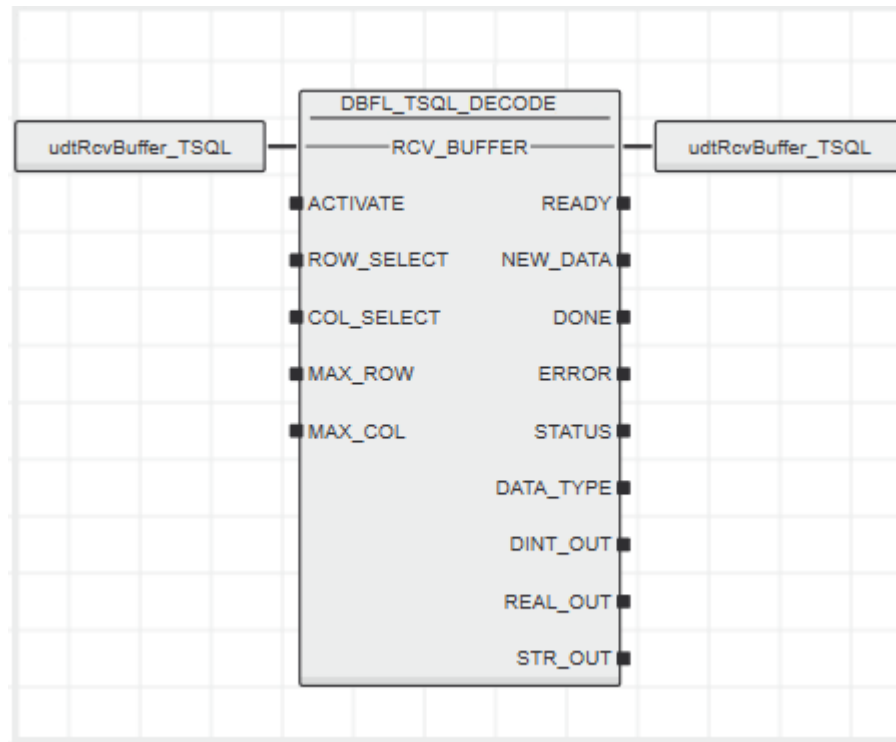 DBFL_TSQL_DECODE
udtRcvBuffer_TSQL RCV_BUFFER udtRcvBuffer_TSQL
ACTIVATE READY
ROW_SELECT NEW_DATA
COL_SELECT DONE
MAX_ROW ERROR
MAX_COL STATUS
DATA_TYPE
DINT_OUT
REAL_OUT
STR_OUT